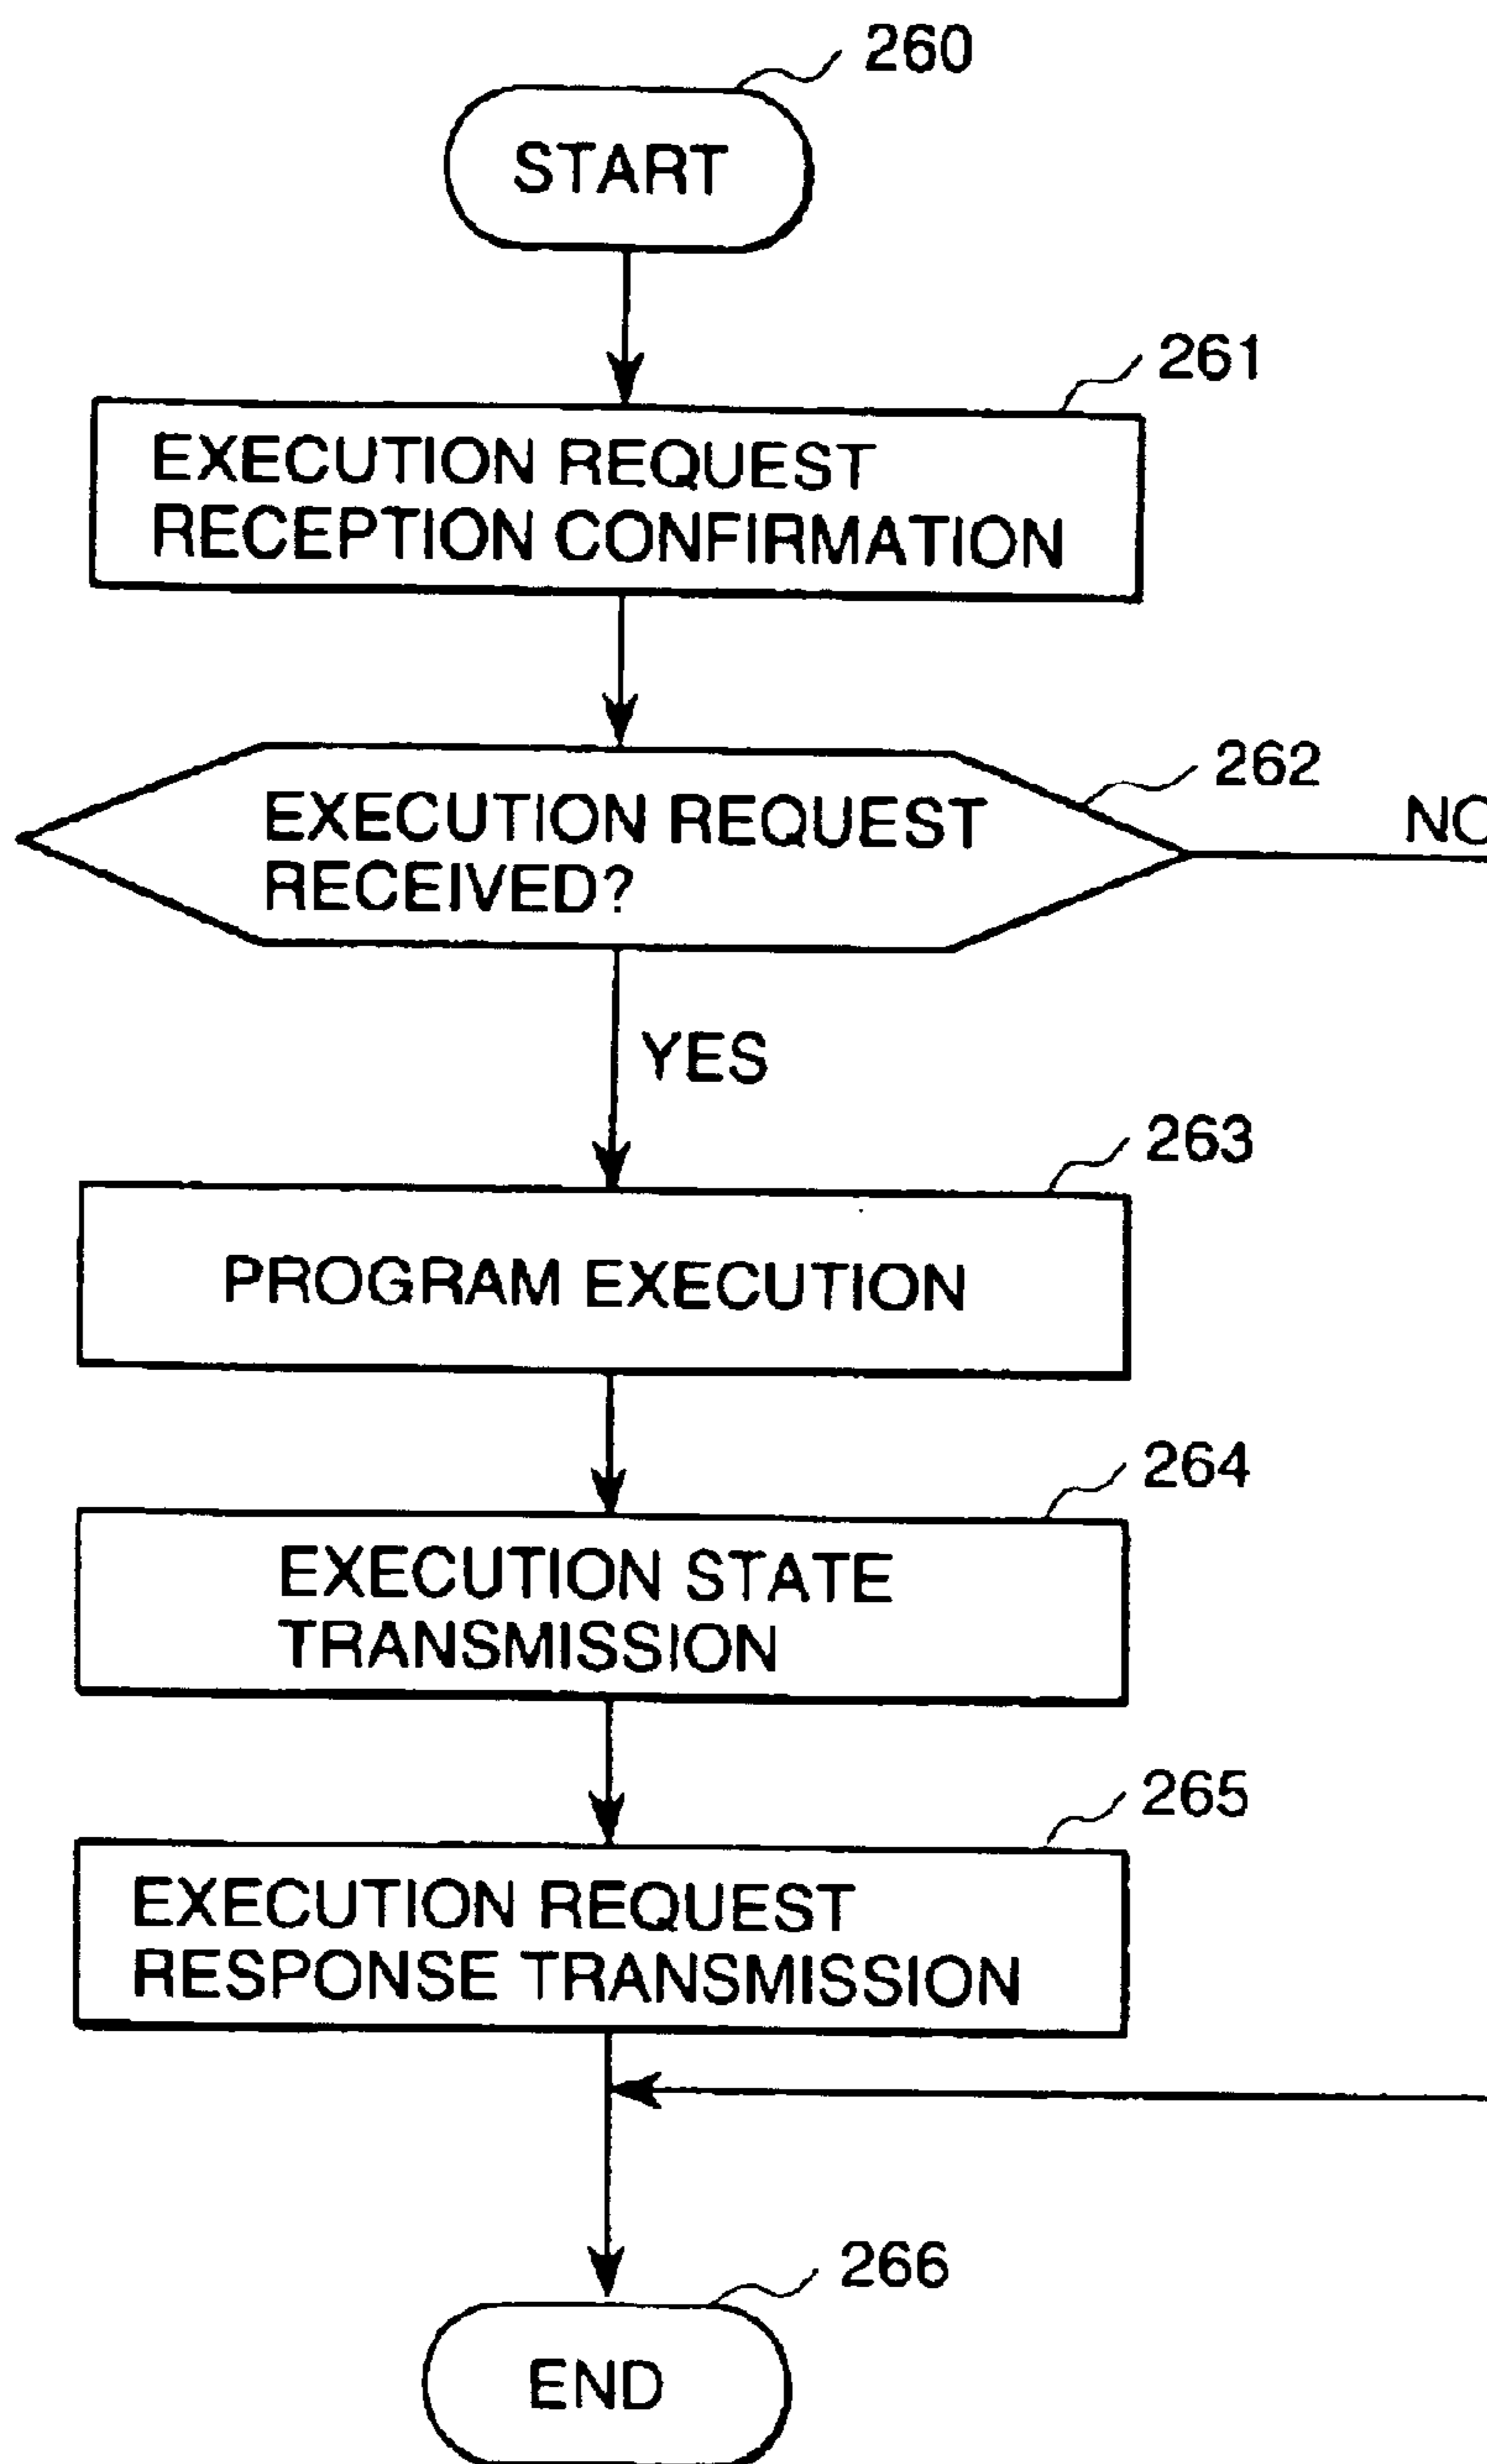 260
START
261
EXECUTION REQUEST
RECEPTION CONFIRMATION
262
EXECUTION REQUEST
RECEIVED?
NO
YES
263
PROGRAM EXECUTION
264
EXECUTION STATE
TRANSMISSION
265
EXECUTION REQUEST
RESPONSE TRANSMISSION
266
END